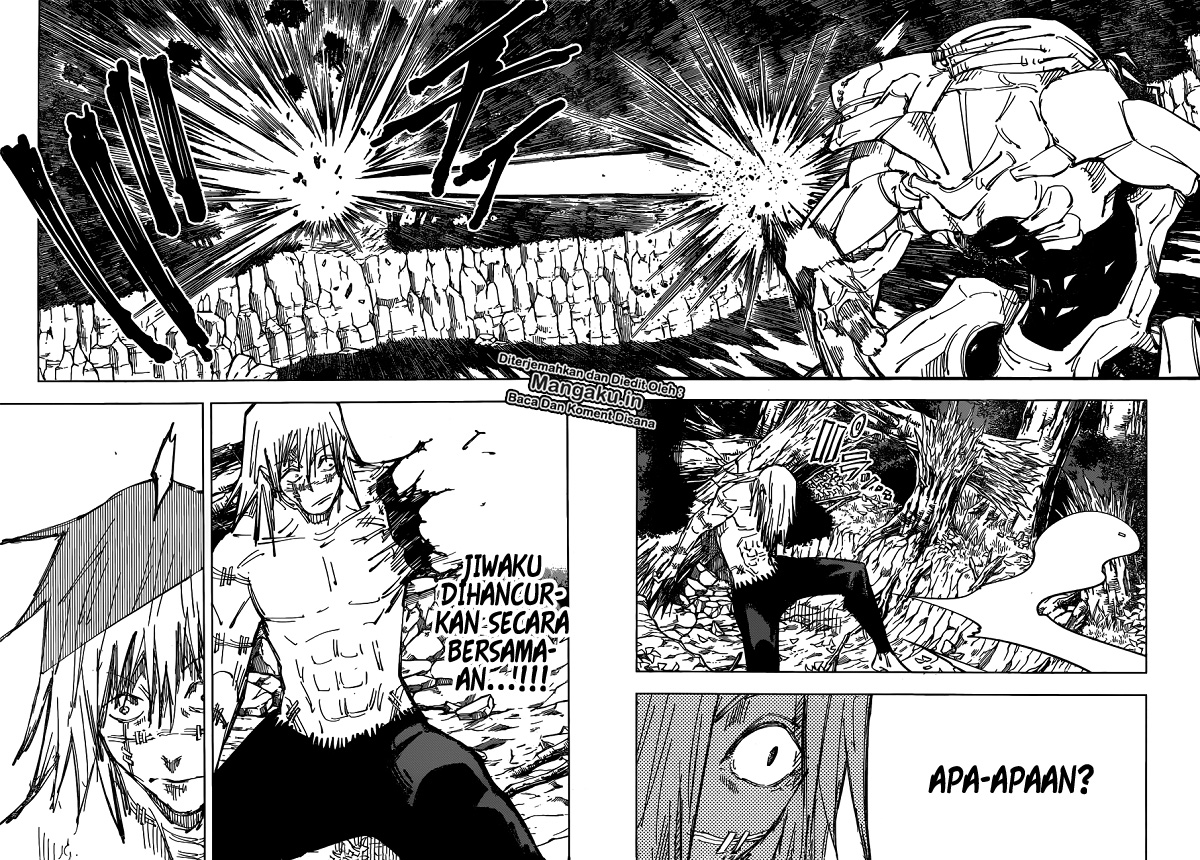 Diterjemahkan dan Diedit Oleh :
Mangaku.in
Baca Dan Koment Disana
APA-APAAN?
JIWAKU
DIHANCUR-
KAN SECARA
BERSAMA-
AN...!!!